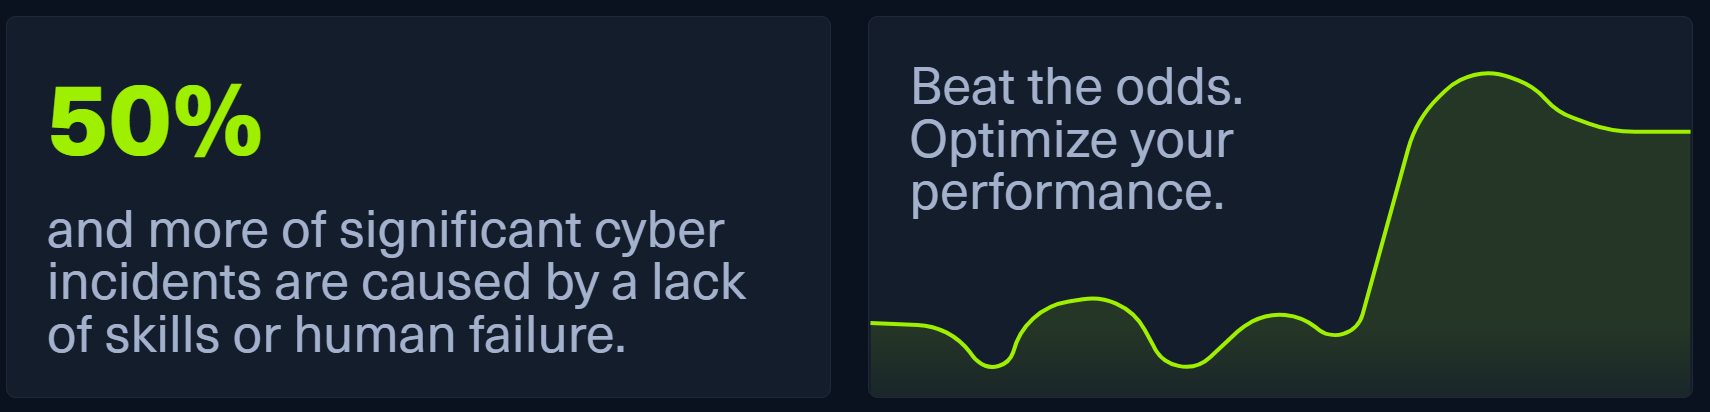 50%
and more of significant cyber
incidents are caused by a lack
of skills or human failure.
Beat the odds.
Optimize your
performance.